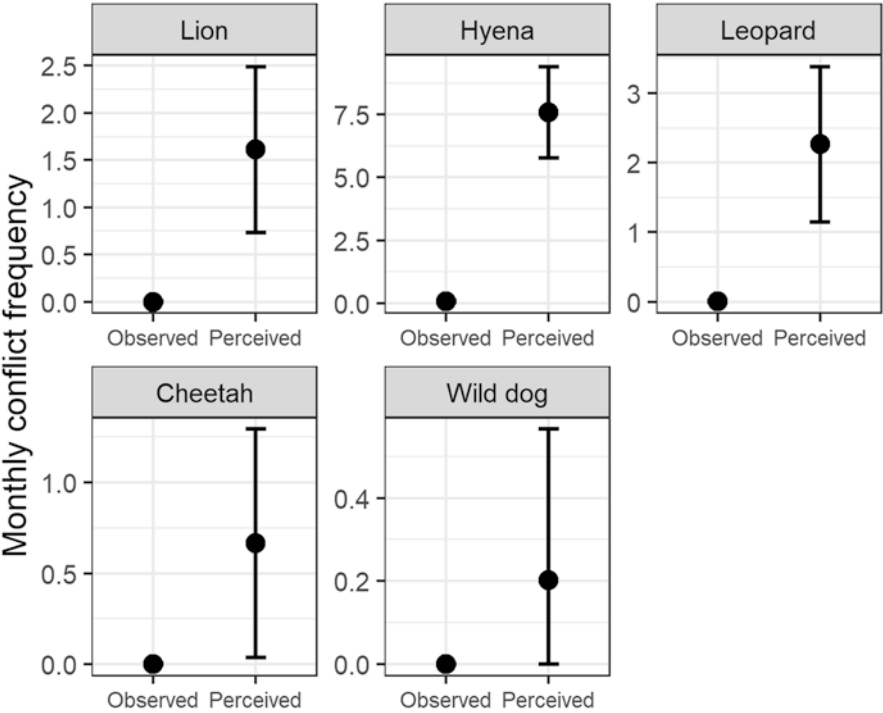 Monthly conflict frequency
Lion
2.5
2.0
1.5
1.0
0.5
0.0
Observed Perceived
Hyena
7.5
5.0
2.5
0.0
Observed Perceived
Leopard
3
2
1
0
Observed Perceived
Cheetah
1.0
0.5
0.0
Observed Perceived
Wild dog
0.4
0.2
0.0
Observed Perceived